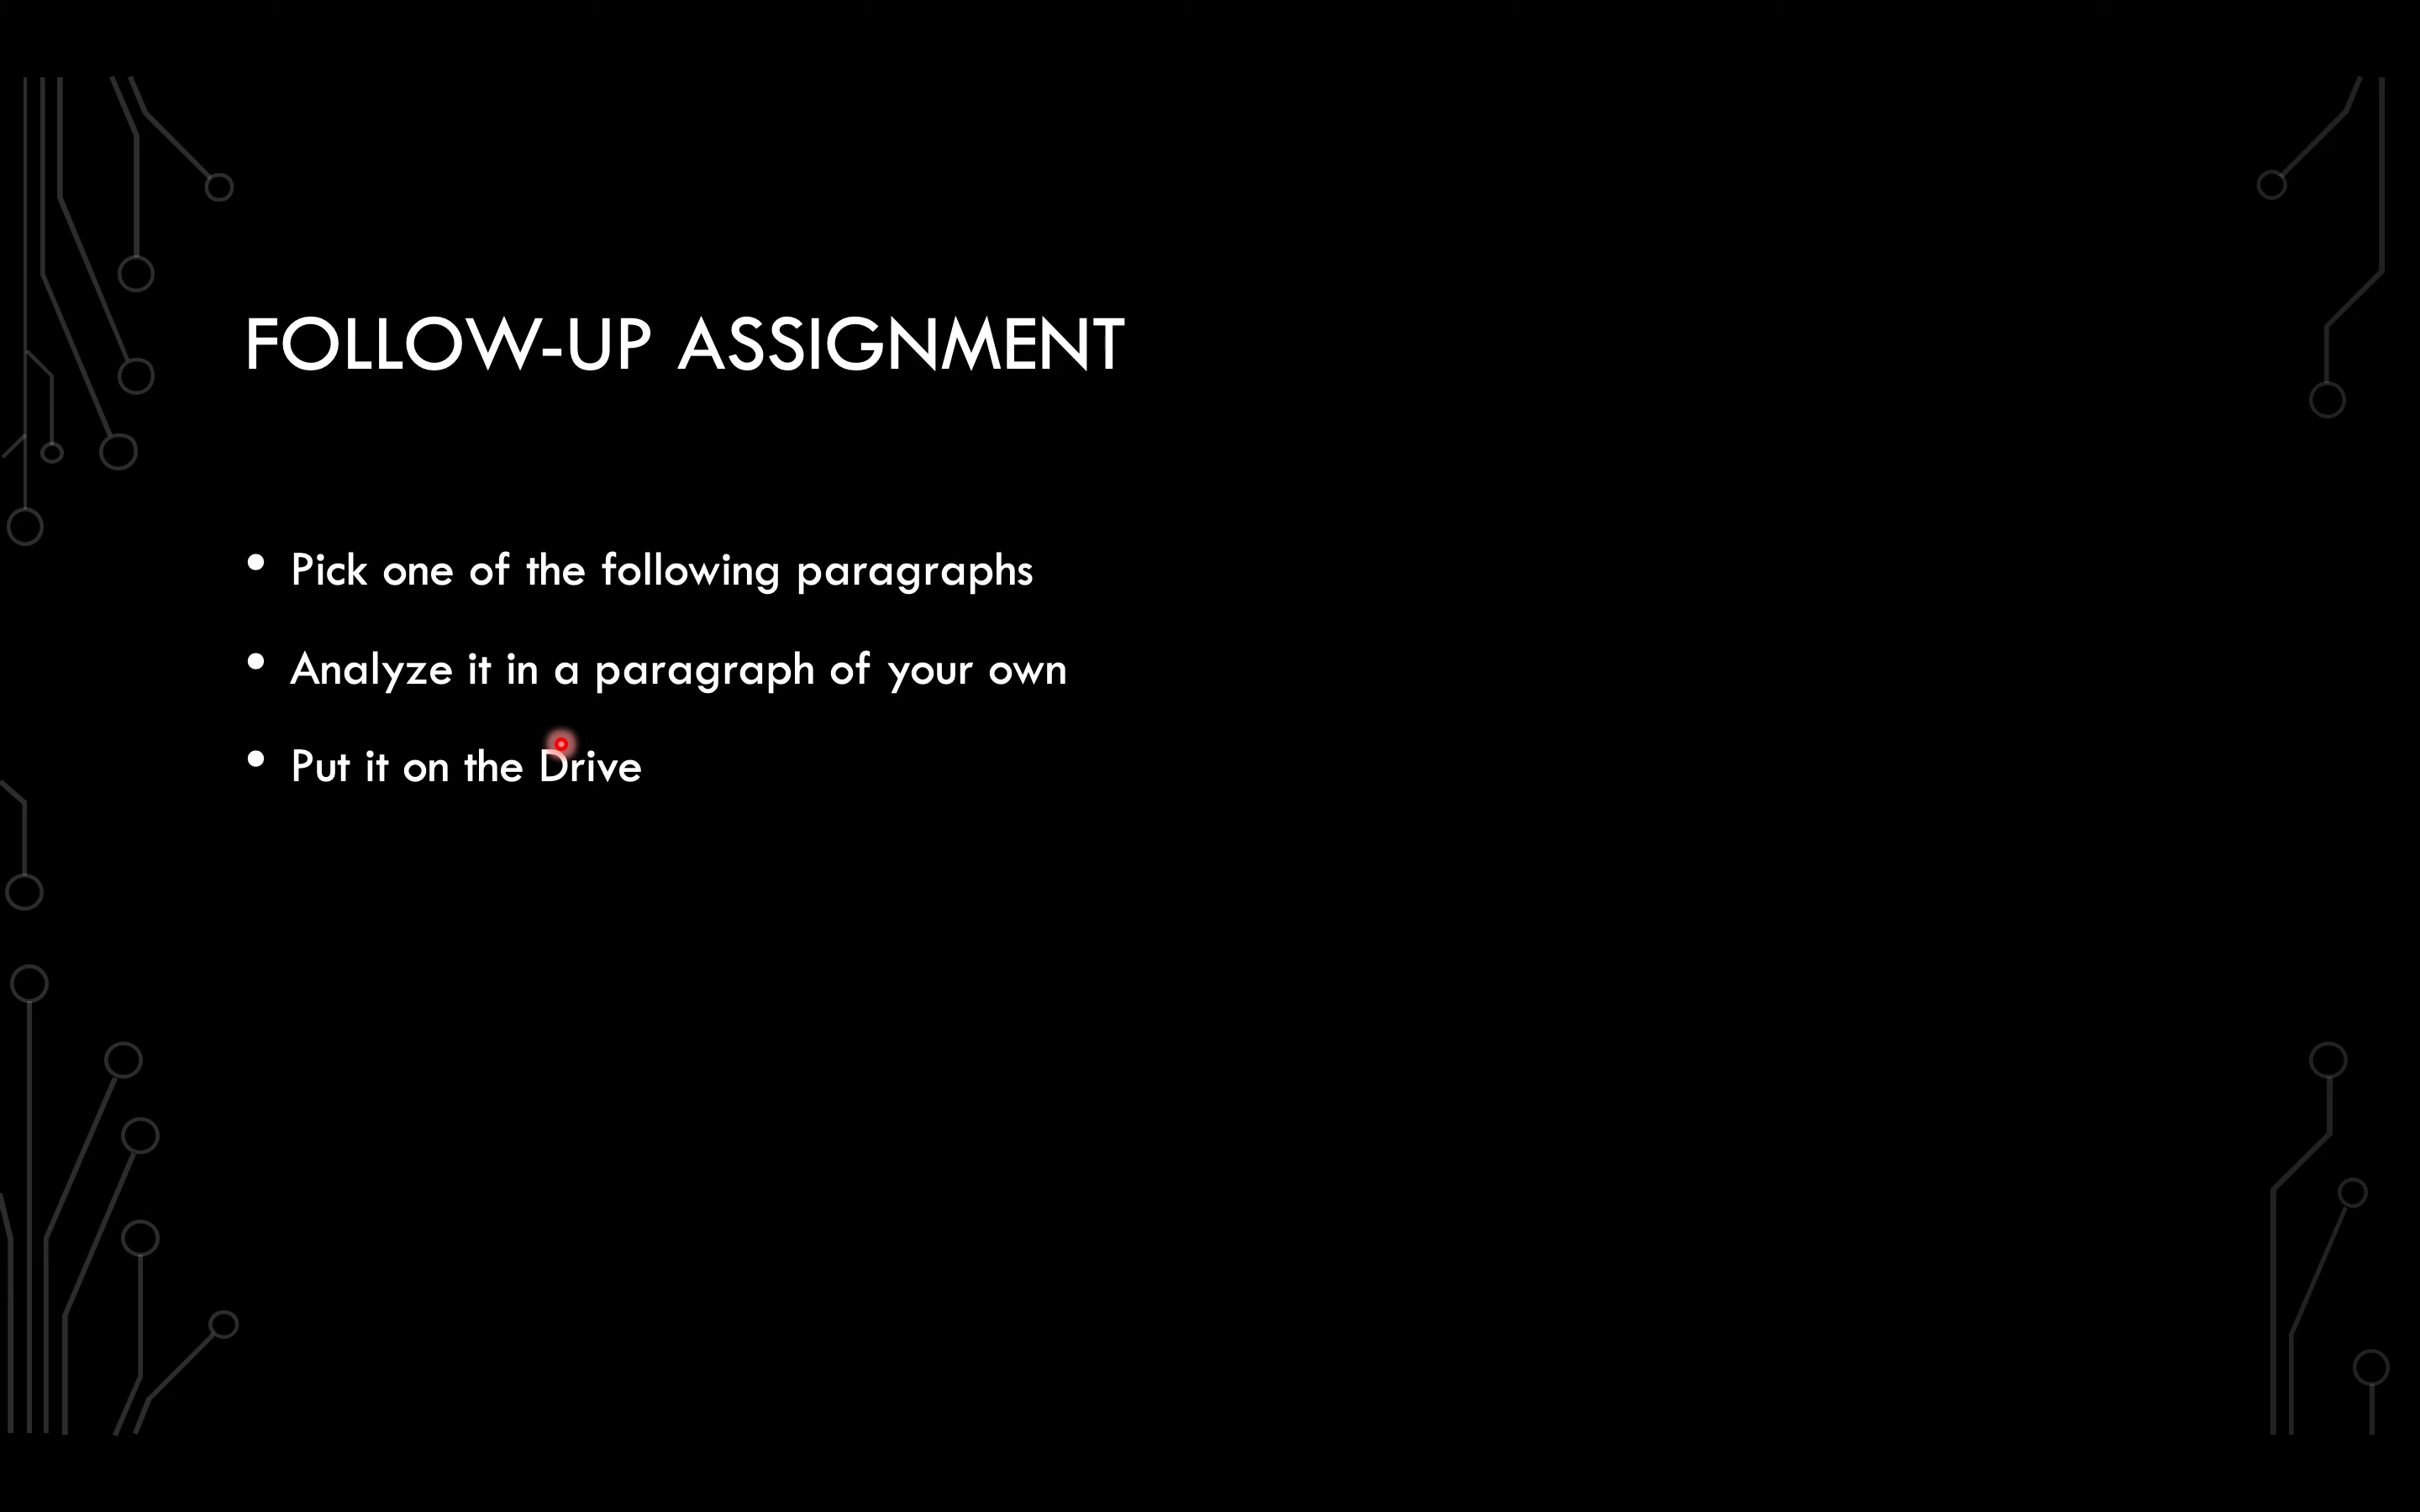 FOLLOW-UP ASSIGNMENT
• Pick one of the following paragraphs
• Analyze it in a paragraph of your own
• Put it on the Drive